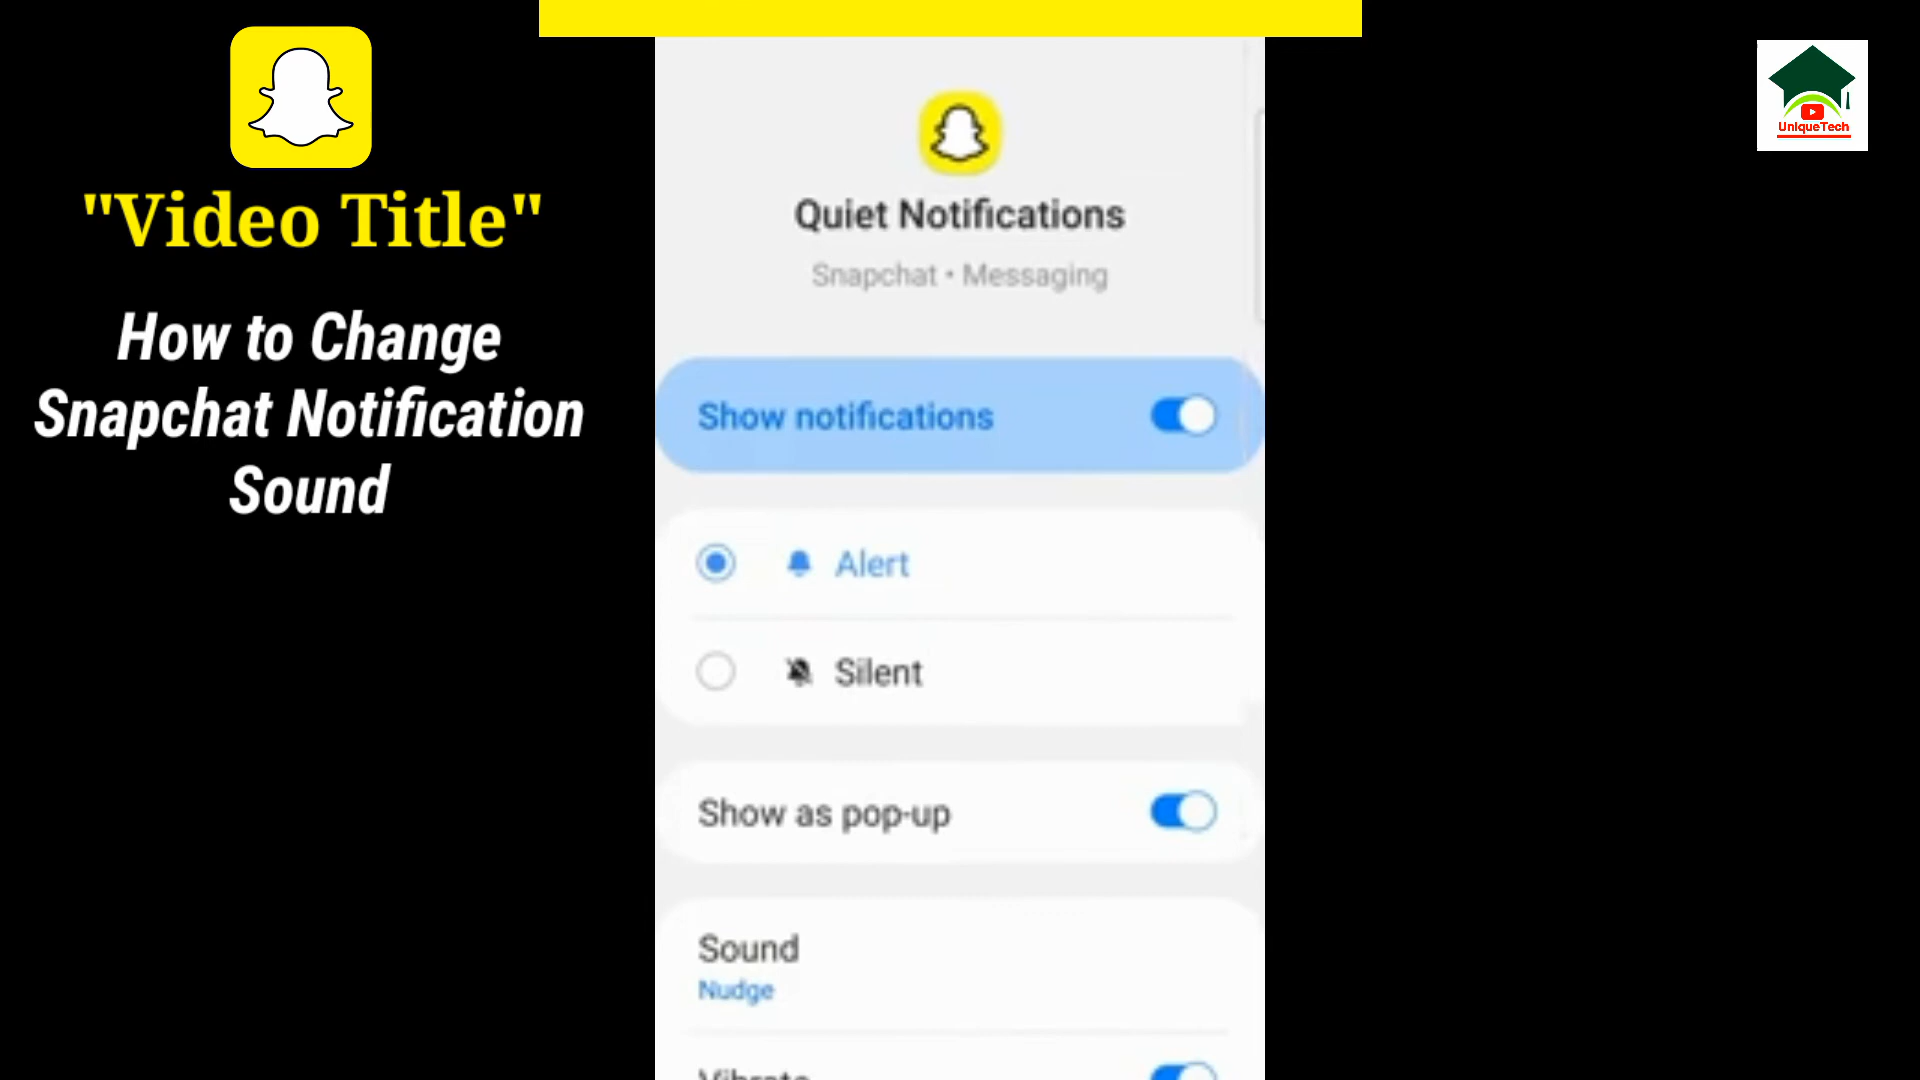 "Video Title"
How to Change
Snapchat Notification
Sound
Quiet Notifications
Snapchat • Messaging
Show notifications
Alert
Silent
Show as pop-up
Sound
Nudge
Vibrate
UniqueTech